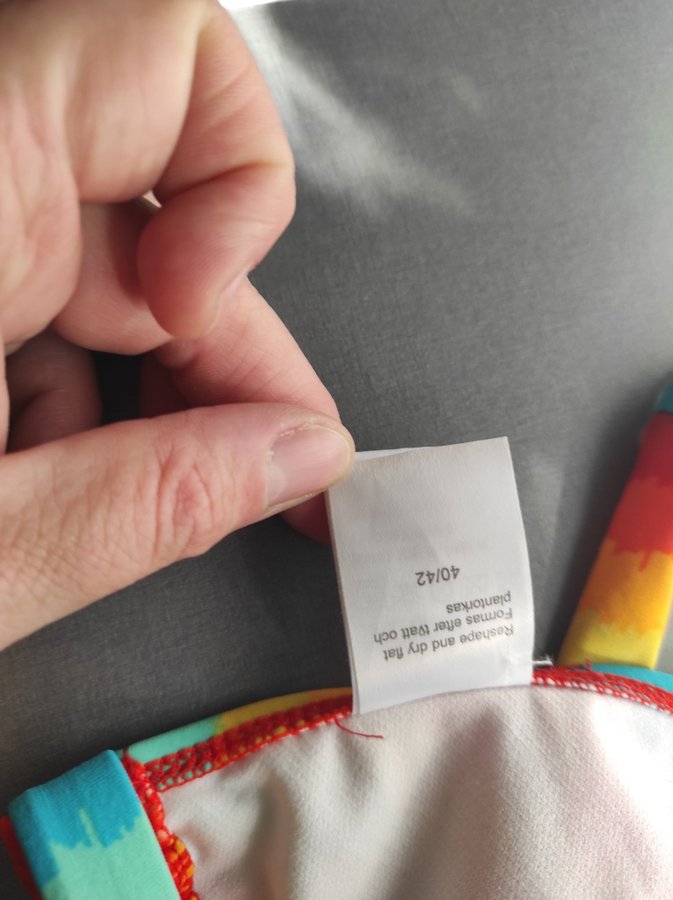 Reshape and dry flat
Formas efter tvatt och
plantorkas
40/42